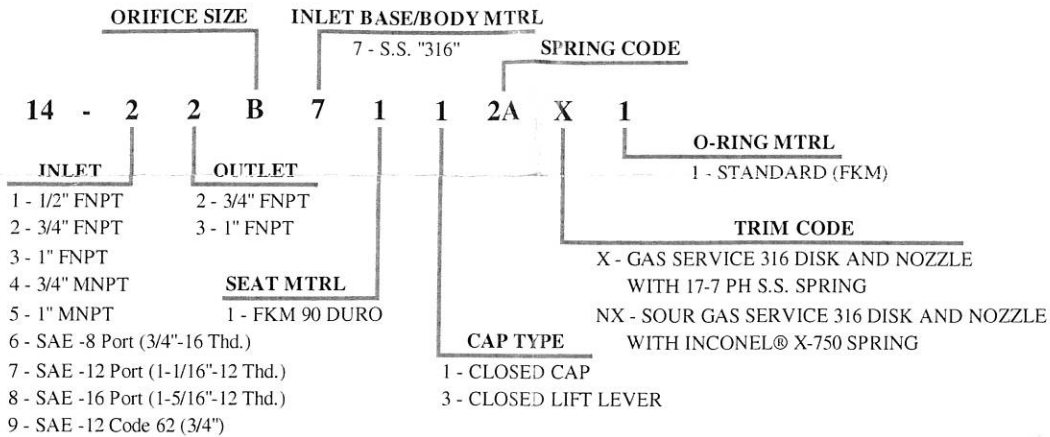 ORIFICE SIZE
INLET BASE/BODY MTRL
7 - S.S. "316"
SPRING CODE
14 - 2 2 B 7 1 1 2A X 1
O-RING MTRL
1 - STANDARD (FKM)
INLET
1 - 1/2" FNPT
2 - 3/4" FNPT
3 - 1" FNPT
4 - 3/4" MNPT
5 - 1" MNPT
6 - SAE -8 Port (3/4"-16 Thd.)
7 - SAE -12 Port (1-1/16"-12 Thd.)
8 - SAE -16 Port (1-5/16"-12 Thd.)
9 - SAE -12 Code 62 (3/4")
OUTLET
2 - 3/4" FNPT
3 - 1" FNPT
SEAT MTRL
1 - FKM 90 DURO
CAP TYPE
1 - CLOSED CAP
3 - CLOSED LIFT LEVER
TRIM CODE
X - GAS SERVICE 316 DISK AND NOZZLE
WITH 17-7 PH S.S. SPRING
NX - SOUR GAS SERVICE 316 DISK AND NOZZLE
WITH INCONEL® X-750 SPRING